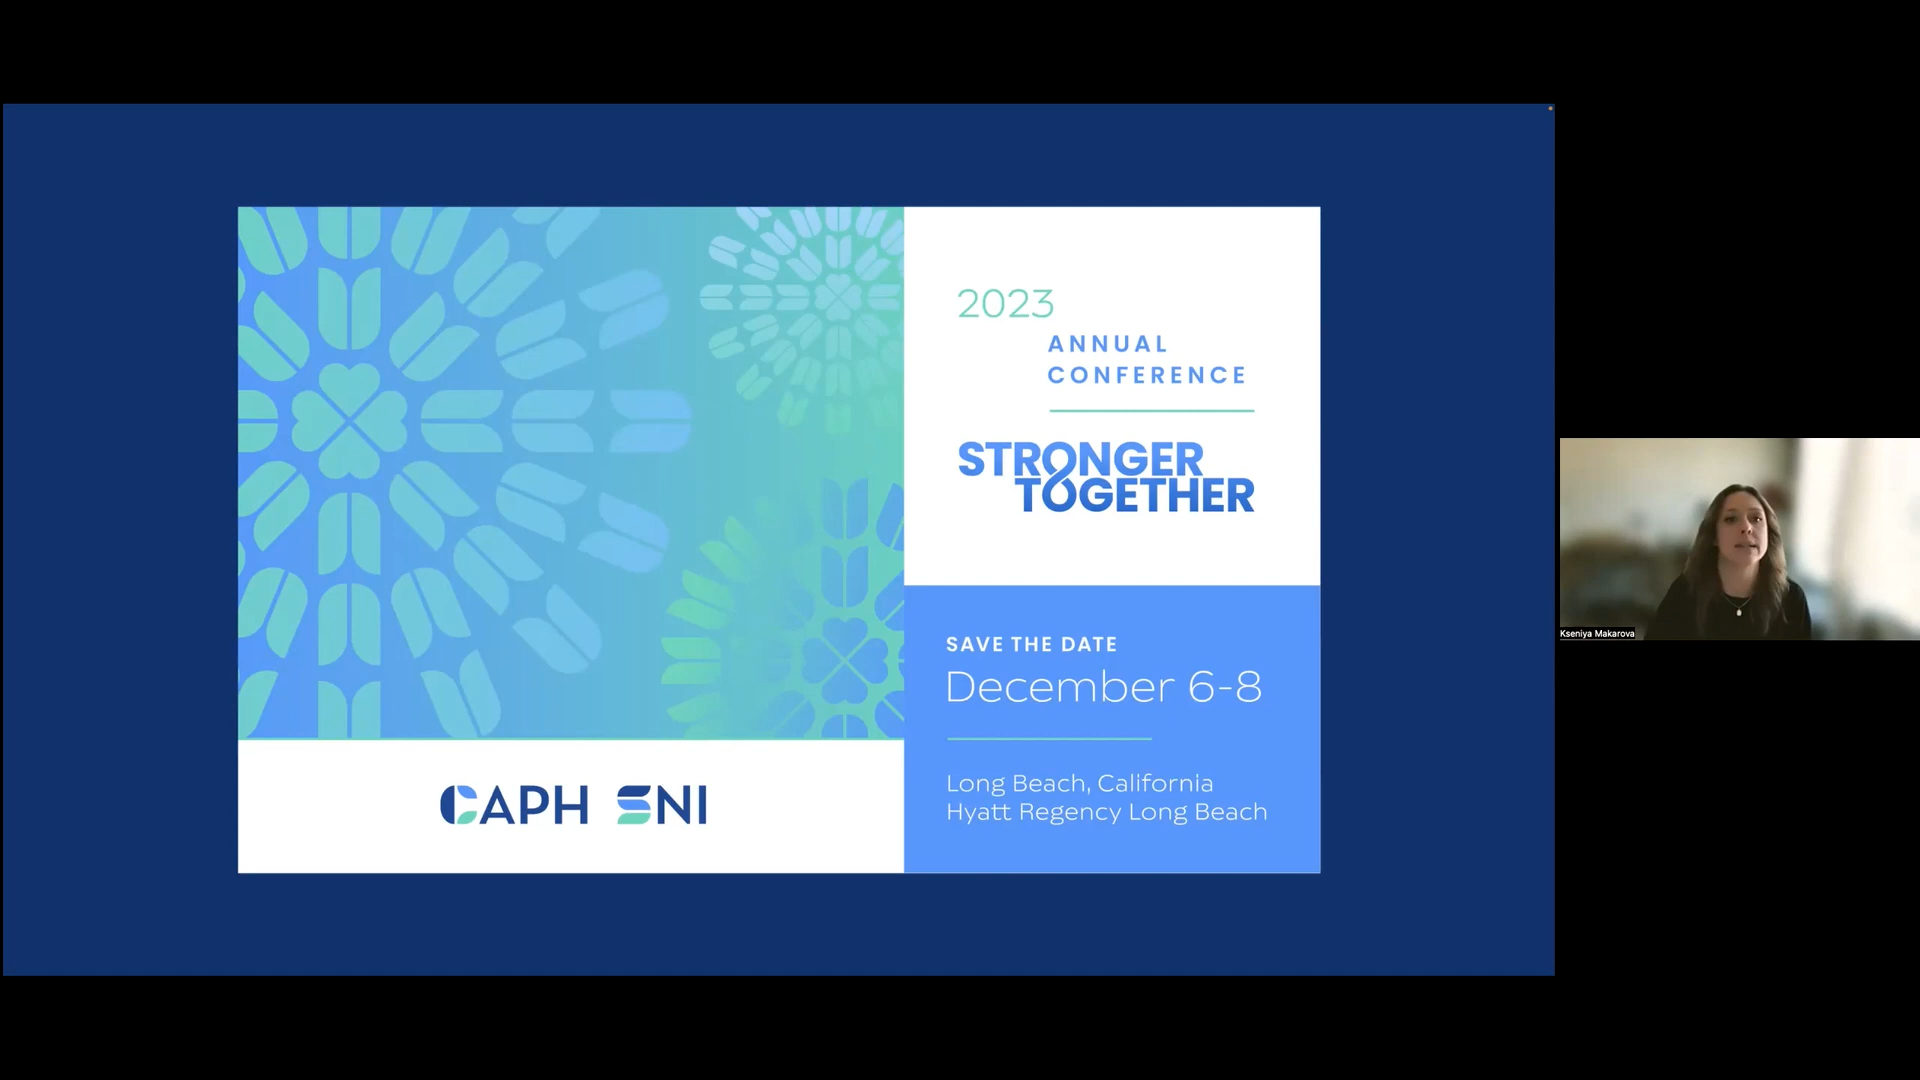 2023
ANNUAL
CONFERENCE
STRONGER
TOGETHER
SAVE THE DATE
December 6-8
Long Beach, California
Hyatt Regency Long Beach
CAPH SNI
Kseniya Makarova